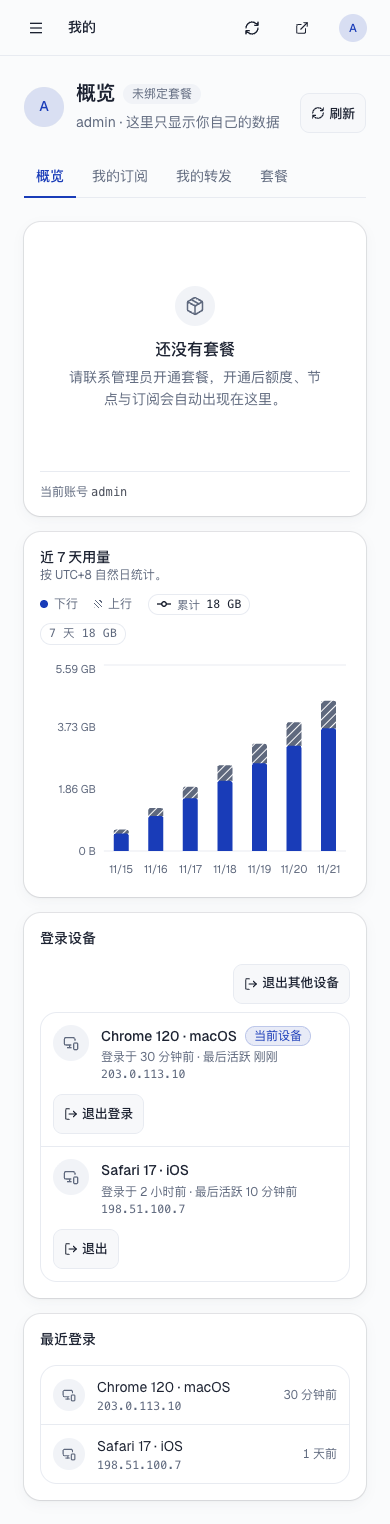 我的
A
A
概览 未绑定套餐
admin · 这里只显示你自己的数据
刷新
概览 我的订阅 我的转发 套餐
还没有套餐
请联系管理员开通套餐，开通后额度、节
点与订阅会自动出现在这里。
当前账号 admin
近 7 天用量
按 UTC+8 自然日统计。
下行 上行 累计 18 GB
7 天 18 GB
5.59 GB
3.73 GB
1.86 GB
0 B
11/15 11/16 11/17 11/18 11/19 11/20 11/21
登录设备
退出其他设备
Chrome 120 · macOS 当前设备
登录于 30 分钟前 · 最后活跃 刚刚
203.0.113.10
退出登录
Safari 17 · iOS
登录于 2 小时前 · 最后活跃 10 分钟前
198.51.100.7
退出
最近登录
Chrome 120 · macOS
203.0.113.10
30 分钟前
Safari 17 · iOS
198.51.100.7
1 天前